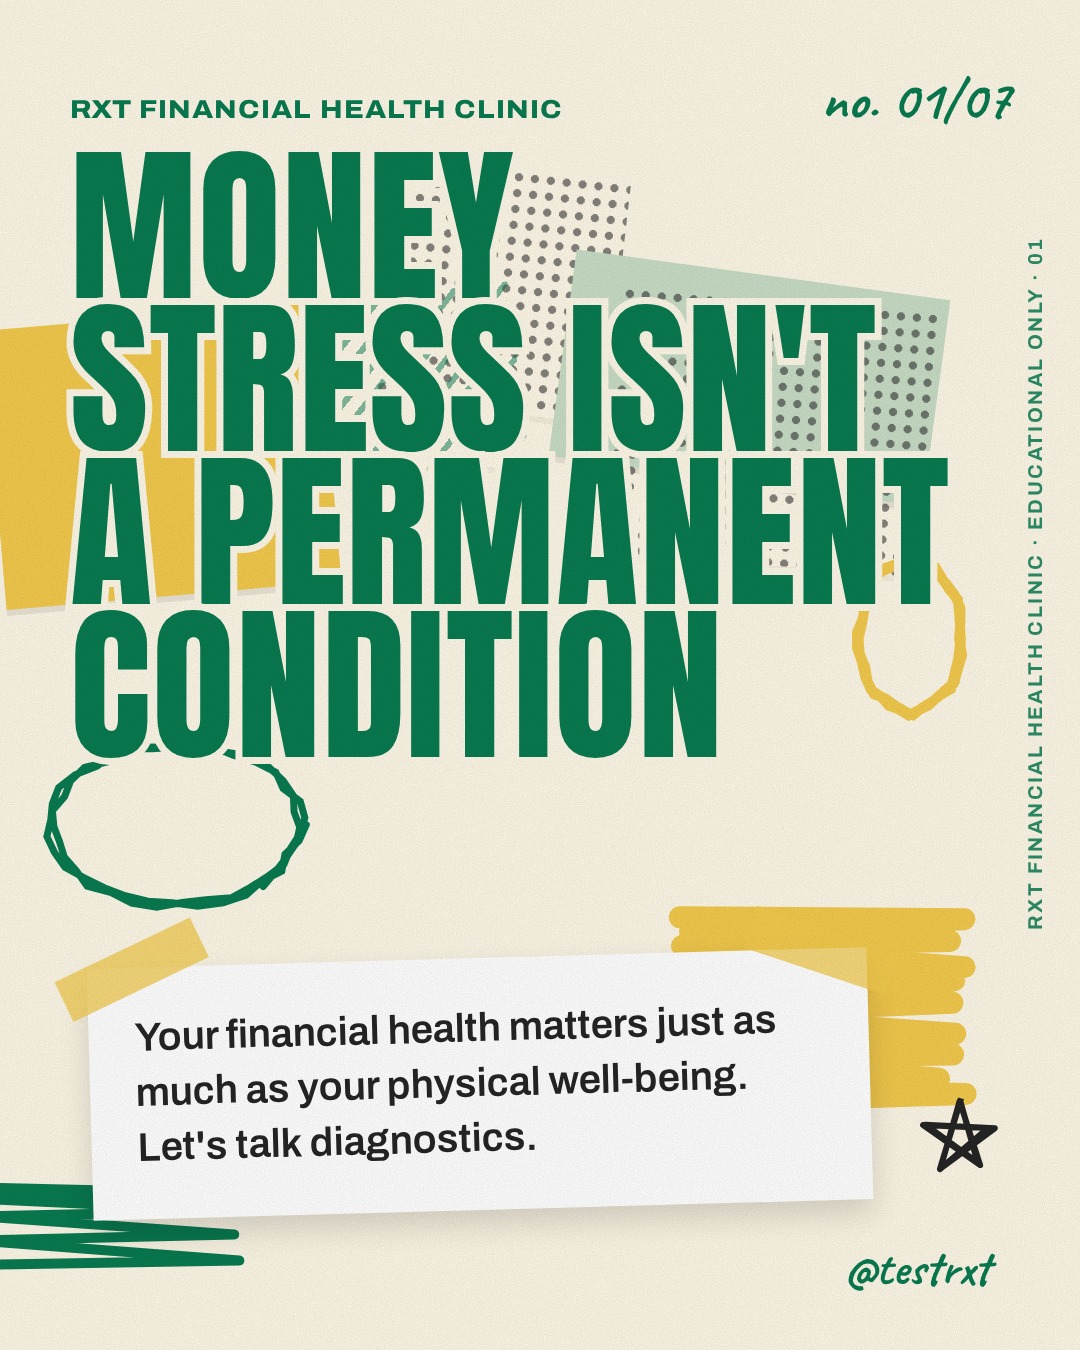 RXT FINANCIAL HEALTH CLINIC
no. 01/07
MONEY
STRESS ISN'T
A PERMANENT
CONDITION
RXT FINANCIAL HEALTH CLINIC · EDUCATIONAL ONLY · 01
Your financial health matters just as
much as your physical well-being.
Let's talk diagnostics.
@testrxt